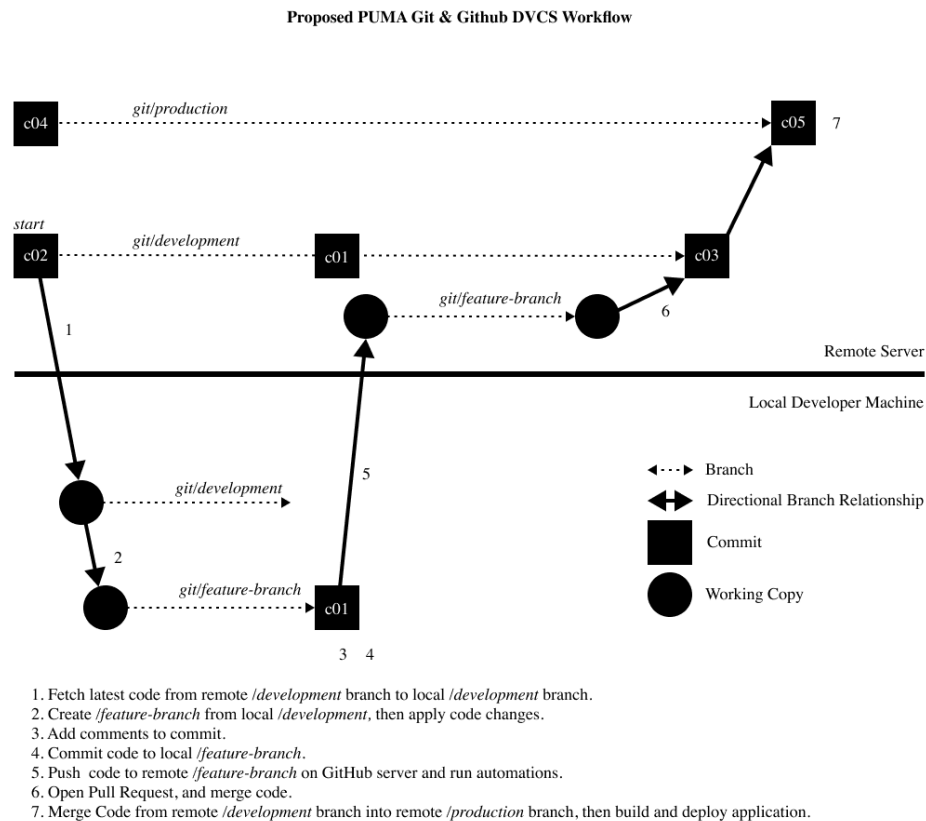 Proposed PUMA Git & Github DVCS Workflow
git/production
c04
c05
7
start
git/development
c02
c01
c03
git/feature-branch
6
1
Remote Server
Local Developer Machine
5
Branch
git/development
Directional Branch Relationship
Commit
2
git/feature-branch
Working Copy
c01
3 4
1. Fetch latest code from remote /development branch to local /development branch.
2. Create /feature-branch from local /development, then apply code changes.
3. Add comments to commit.
4. Commit code to local /feature-branch.
5. Push code to remote /feature-branch on GitHub server and run automations.
6. Open Pull Request, and merge code.
7. Merge Code from remote /development branch into remote /production branch, then build and deploy application.